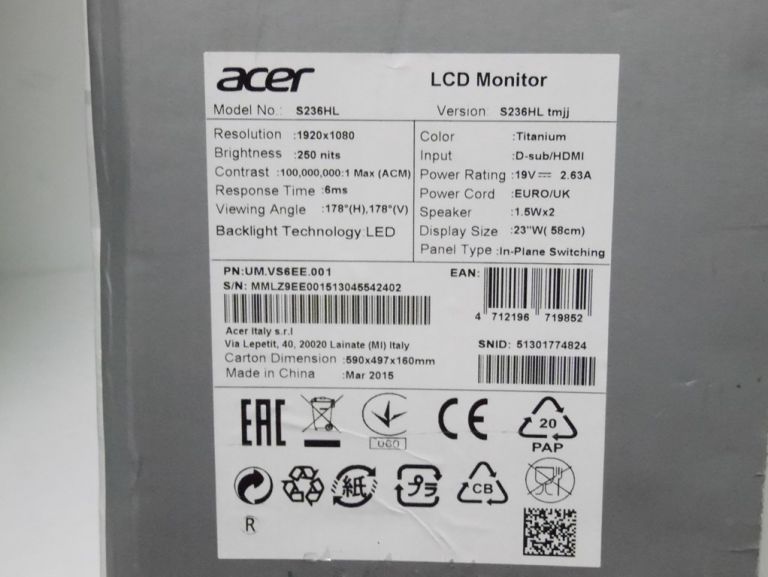 acer LCD Monitor
Model No.: S236HL Version S236HL tmjj
Resolution :1920x1080
Brightness :250 nits
Contrast :100,000,000:1 Max (ACM)
Response Time :6ms
Viewing Angle :178°(H),178°(V)
Backlight Technology:LED
Color :Titanium
Input :D-sub/HDMI
Power Rating :19V⎓ 2.63A
Power Cord :EURO/UK
Speaker :1.5Wx2
Display Size :23"W( 58cm)
Panel Type :In-Plane Switching
PN:UM.VS6EE.001
S/N: MMLZ9EE001513045542402
Acer Italy s.r.l
Via Lepetit, 40, 20020 Lainate (MI) Italy
Carton Dimension :590x497x160mm
Made in China :Mar 2015
EAN:
4 712196 719852
SNID: 51301774824
EAC CE 20
PAP
紙 プラ CB
R